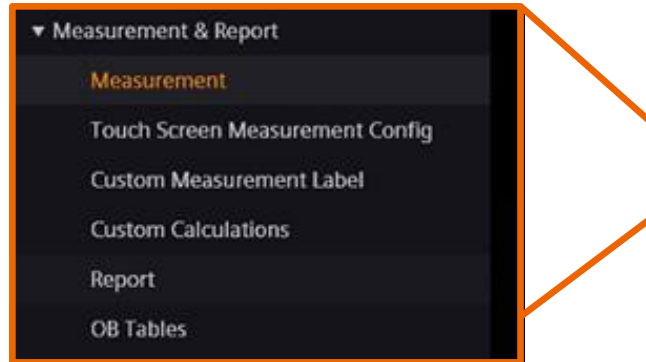 ▾ Measurement & Report
Measurement
Touch Screen Measurement Config
Custom Measurement Label
Custom Calculations
Report
OB Tables